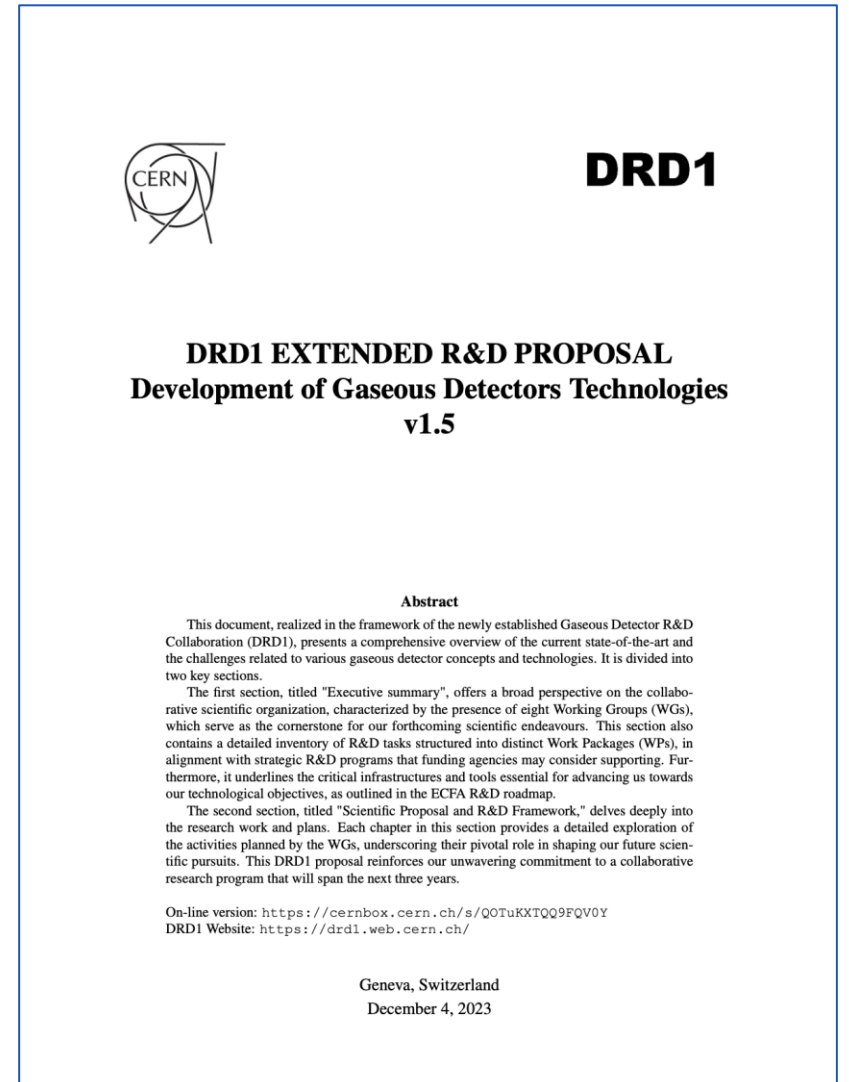 CERN
DRD1
DRD1 EXTENDED R&D PROPOSAL
Development of Gaseous Detectors Technologies
v1.5
Abstract
This document, realized in the framework of the newly established Gaseous Detector R&D
Collaboration (DRD1), presents a comprehensive overview of the current state-of-the-art and
the challenges related to various gaseous detector concepts and technologies. It is divided into
two key sections.
The first section, titled "Executive summary", offers a broad perspective on the collabo-
rative scientific organization, characterized by the presence of eight Working Groups (WGs),
which serve as the cornerstone for our forthcoming scientific endeavours. This section also
contains a detailed inventory of R&D tasks structured into distinct Work Packages (WPs), in
alignment with strategic R&D programs that funding agencies may consider supporting. Fur-
thermore, it underlines the critical infrastructures and tools essential for advancing us towards
our technological objectives, as outlined in the ECFA R&D roadmap.
The second section, titled "Scientific Proposal and R&D Framework," delves deeply into
the research work and plans. Each chapter in this section provides a detailed exploration of
the activities planned by the WGs, underscoring their pivotal role in shaping our future scien-
tific pursuits. This DRD1 proposal reinforces our unwavering commitment to a collaborative
research program that will span the next three years.
On-line version: https://cernbox.cern.ch/s/QOTuKXTQQ9FQV0Y
DRD1 Website: https://drd1.web.cern.ch/
Geneva, Switzerland
December 4, 2023